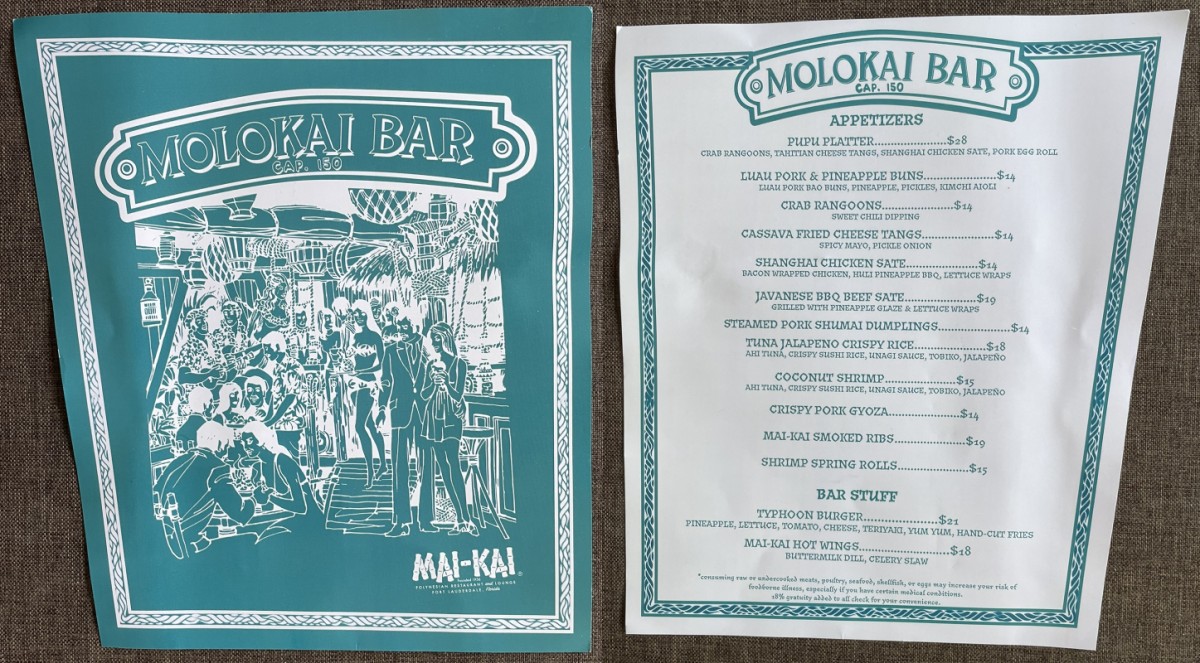 MOLOKAI BAR
CAP. 150
MAI-KAI
POLYNESIAN RESTAURANT and LOUNGE
FORT LAUDERDALE, Florida
MOLOKAI BAR
CAP. 150
APPETIZERS
PUPU PLATTER......................$28
CRAB RANGOONS, TAHITIAN CHEESE TANGS, SHANGHAI CHICKEN SATE, PORK EGG ROLL
LUAU PORK & PINEAPPLE BUNS......................$14
LUAU PORK BAO BUNS, PINEAPPLE, PICKLES, KIMCHI AIOLI
CRAB RANGOONS......................$14
SWEET CHILI DIPPING
CASSAVA FRIED CHEESE TANGS......................$14
SPICY MAYO, PICKLE ONION
SHANGHAI CHICKEN SATE......................$14
BACON WRAPPED CHICKEN, HULI PINEAPPLE BBQ, LETTUCE WRAPS
JAVANESE BBQ BEEF SATE......................$19
GRILLED WITH PINEAPPLE GLAZE & LETTUCE WRAPS
STEAMED PORK SHUMAI DUMPLINGS......................$14
TUNA JALAPENO CRISPY RICE......................$18
AHI TUNA, CRISPY SUSHI RICE, UNAGI SAUCE, TOBIKO, JALAPEÑO
COCONUT SHRIMP......................$15
AHI TUNA, CRISPY SUSHI RICE, UNAGI SAUCE, TOBIKO, JALAPEÑO
CRISPY PORK GYOZA......................$14
MAI-KAI SMOKED RIBS......................$19
SHRIMP SPRING ROLLS......................$15
BAR STUFF
TYPHOON BURGER......................$21
PINEAPPLE, LETTUCE, TOMATO, CHEESE, TERIYAKI, YUM YUM, HAND-CUT FRIES
MAI-KAI HOT WINGS......................$18
BUTTERMILK DILL, CELERY SLAW
*consuming raw or undercooked meats, poultry, seafood, shellfish, or eggs may increase your risk of
foodborne illness, especially if you have certain medical conditions.
18% gratuity added to all check for your convenience.